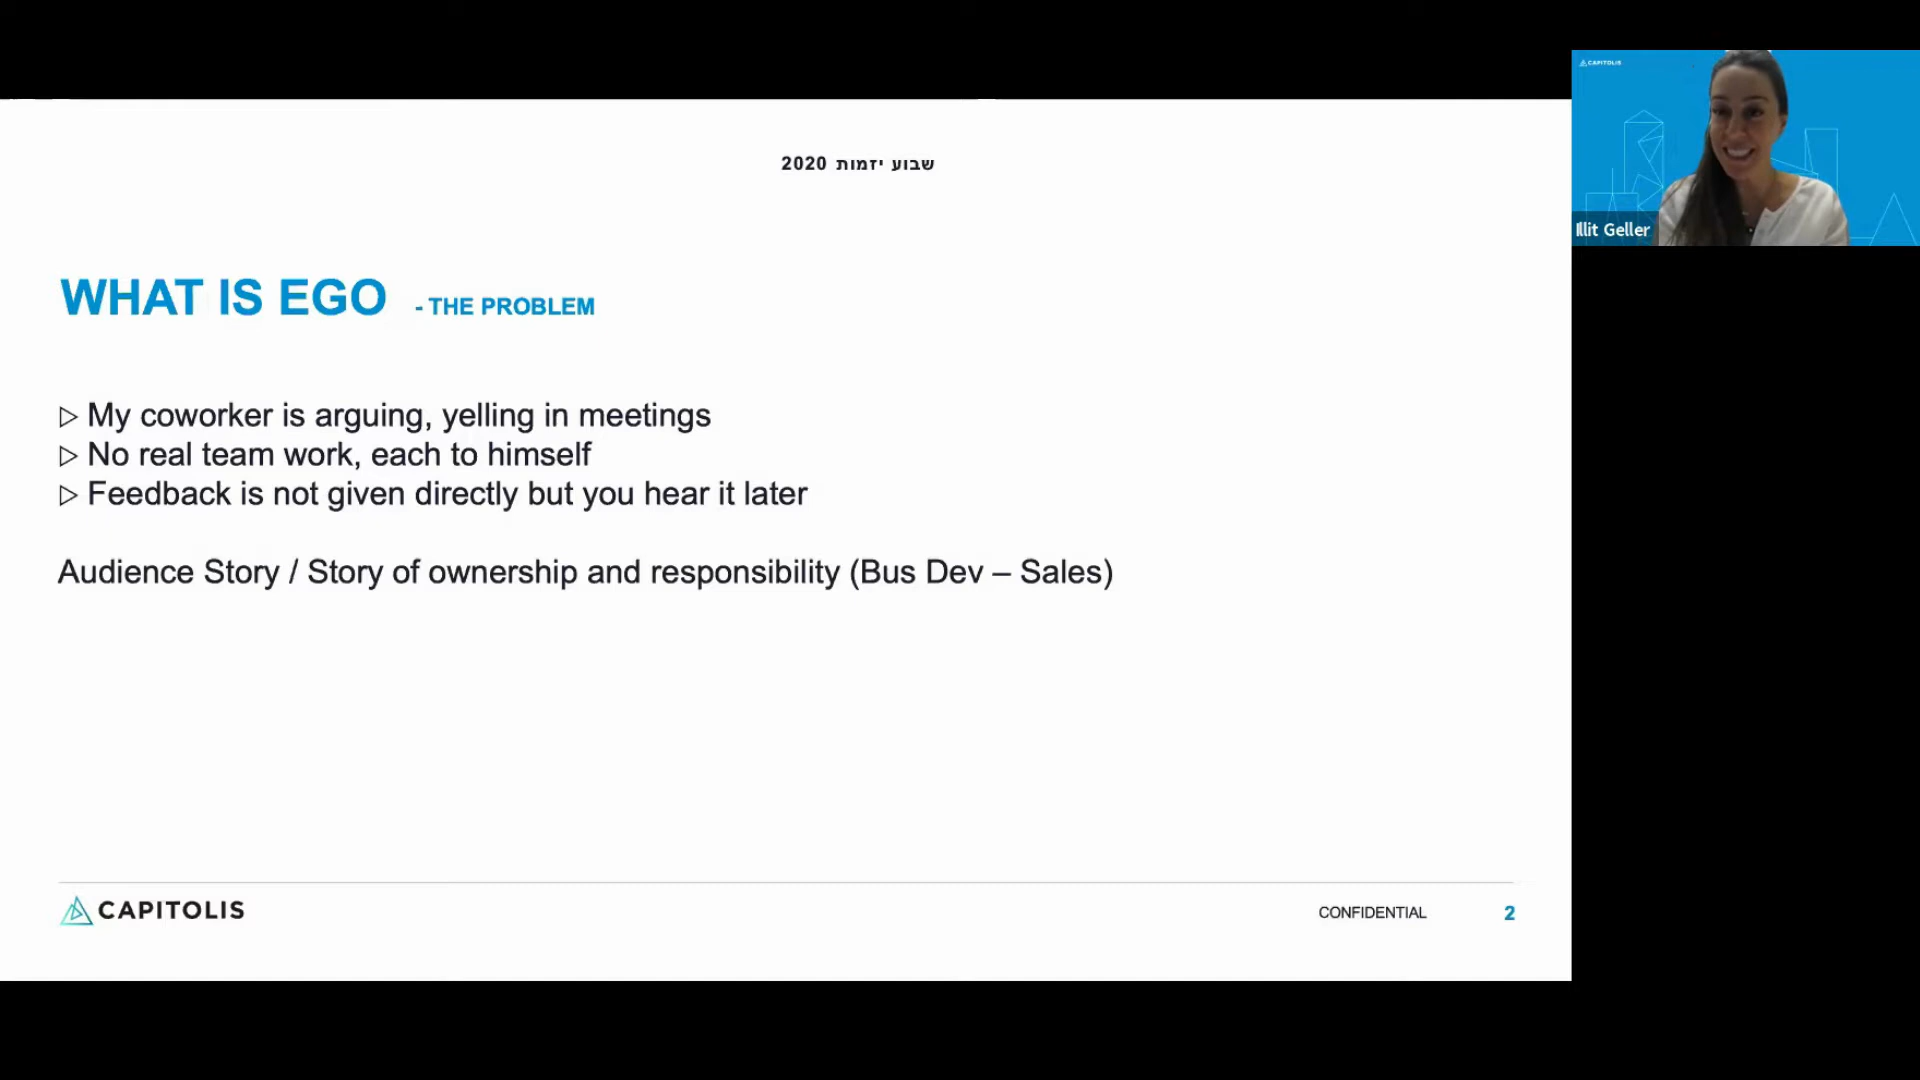 CAPITOLIS
Illit Geller
שבוע יזמות 2020
WHAT IS EGO - THE PROBLEM
▷ My coworker is arguing, yelling in meetings
▷ No real team work, each to himself
▷ Feedback is not given directly but you hear it later
Audience Story / Story of ownership and responsibility (Bus Dev – Sales)
CAPITOLIS
CONFIDENTIAL
2